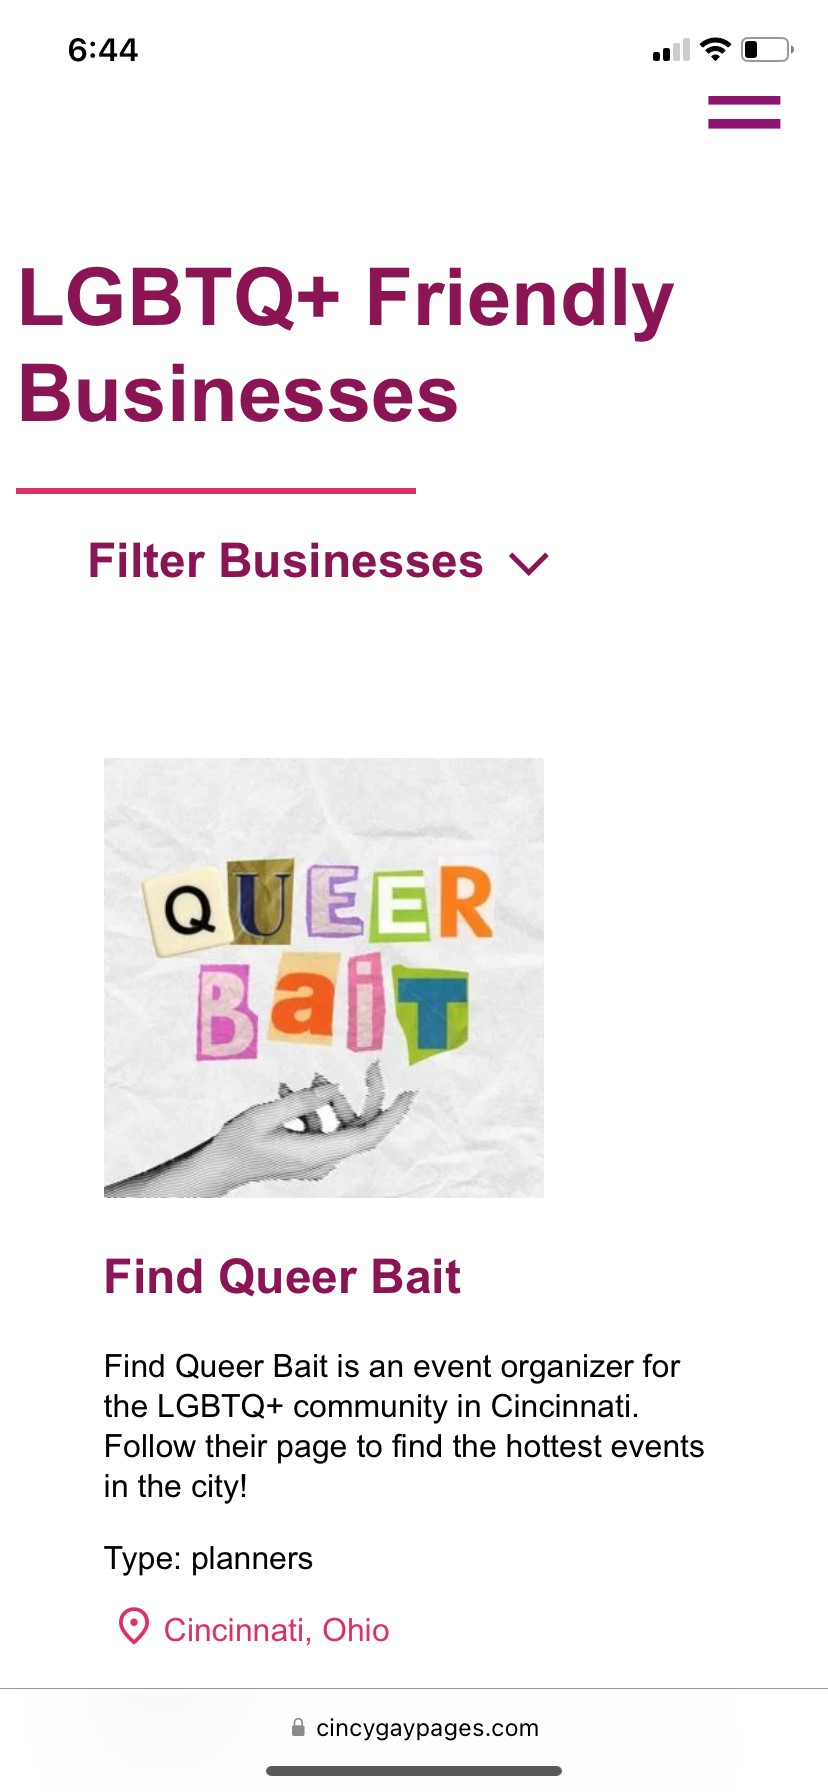 6:44
LGBTQ+ Friendly
Businesses
Filter Businesses
QUEER
BaiT
Find Queer Bait
Find Queer Bait is an event organizer for
the LGBTQ+ community in Cincinnati.
Follow their page to find the hottest events
in the city!
Type: planners
Cincinnati, Ohio
cincygaypages.com